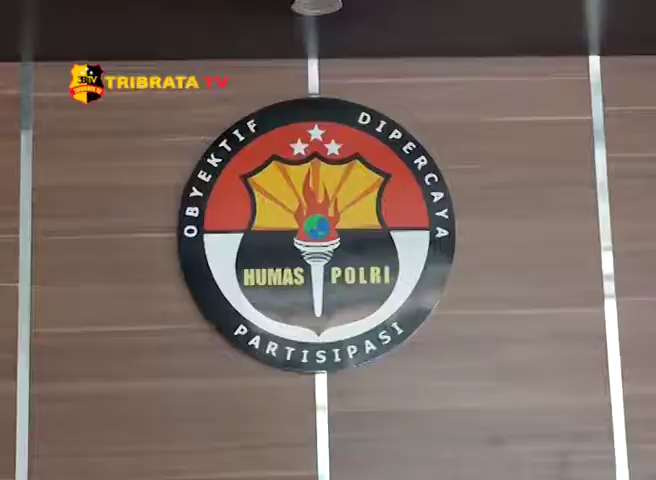 TRIBRATA TV
OBYEKTIF DIPERCAYA
HUMAS POLRI
PARTISIPASI